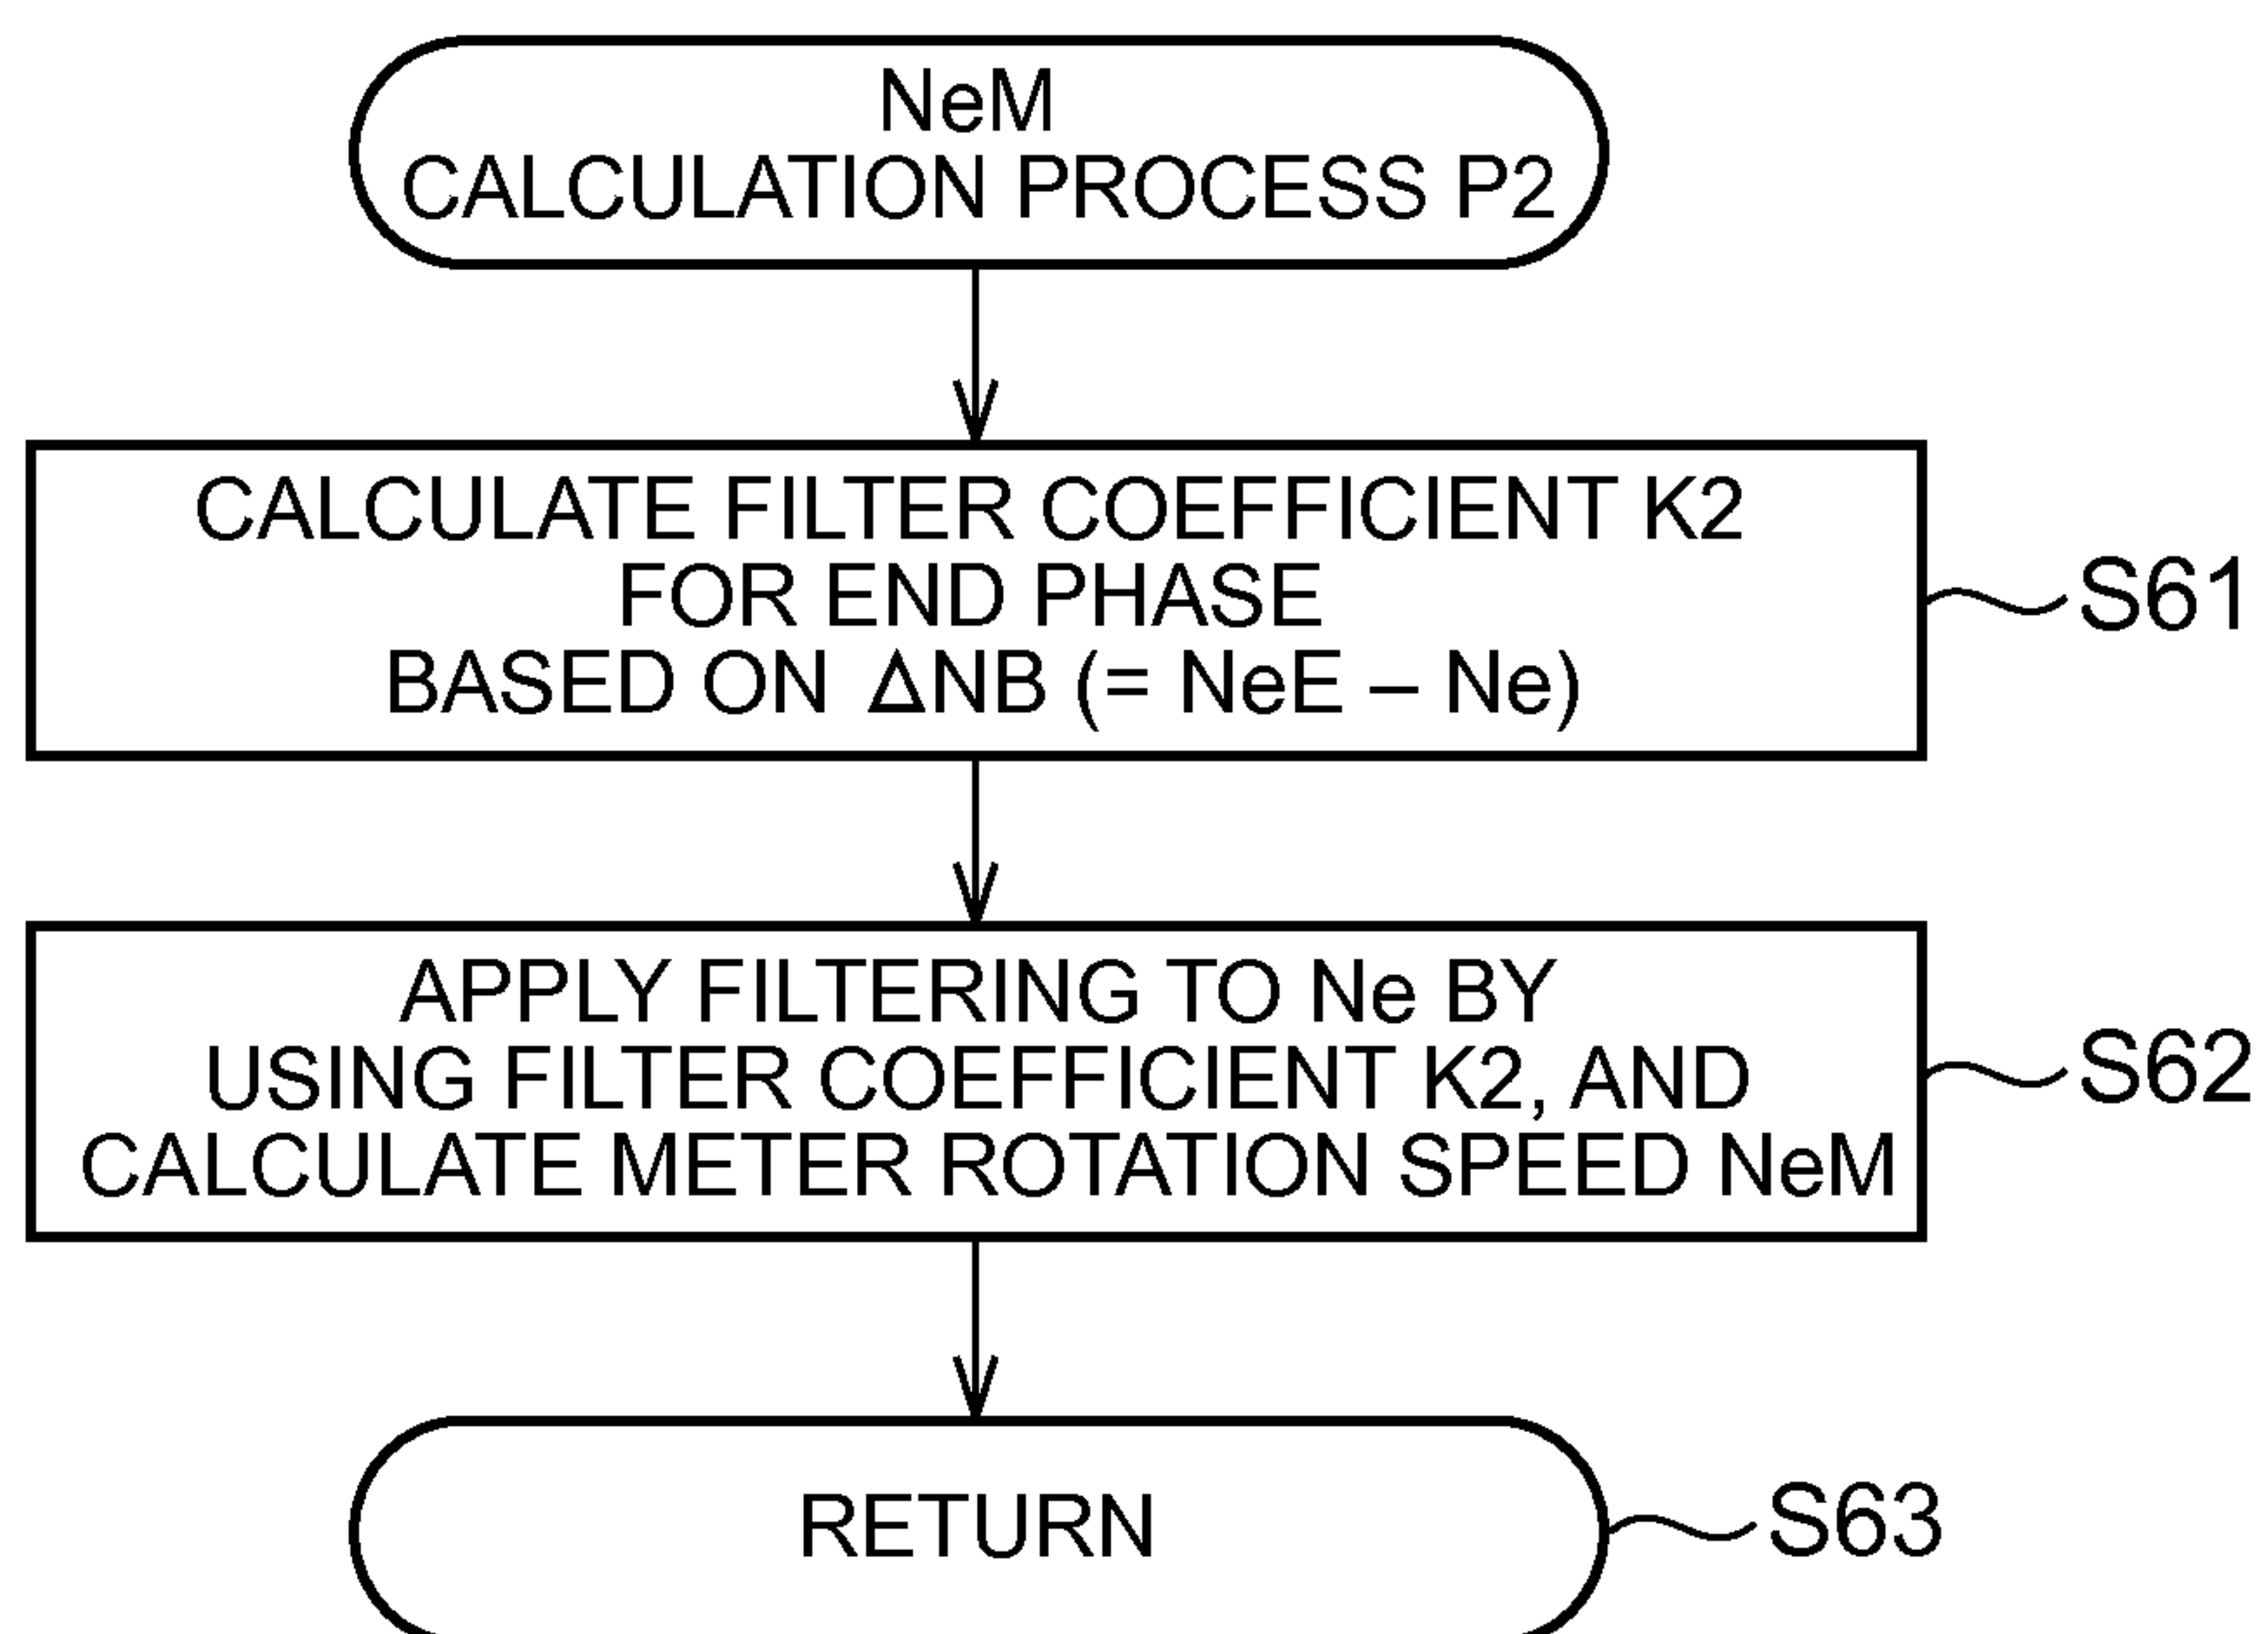 NeM
CALCULATION PROCESS P2
CALCULATE FILTER COEFFICIENT K2
FOR END PHASE
BASED ON ΔNB (= NeE – Ne)
S61
APPLY FILTERING TO Ne BY
USING FILTER COEFFICIENT K2, AND
CALCULATE METER ROTATION SPEED NeM
S62
RETURN
S63